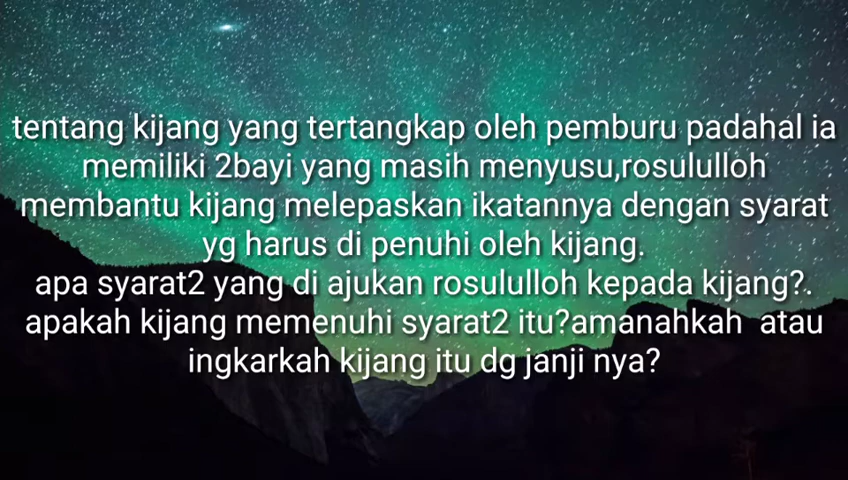 tentang kijang yang tertangkap oleh pemburu padahal ia
memiliki 2bayi yang masih menyusu,rosululloh
membantu kijang melepaskan ikatannya dengan syarat
yg harus di penuhi oleh kijang.
apa syarat2 yang di ajukan rosululloh kepada kijang?.
apakah kijang memenuhi syarat2 itu?amanahkah  atau
ingkarkah kijang itu dg janji nya?